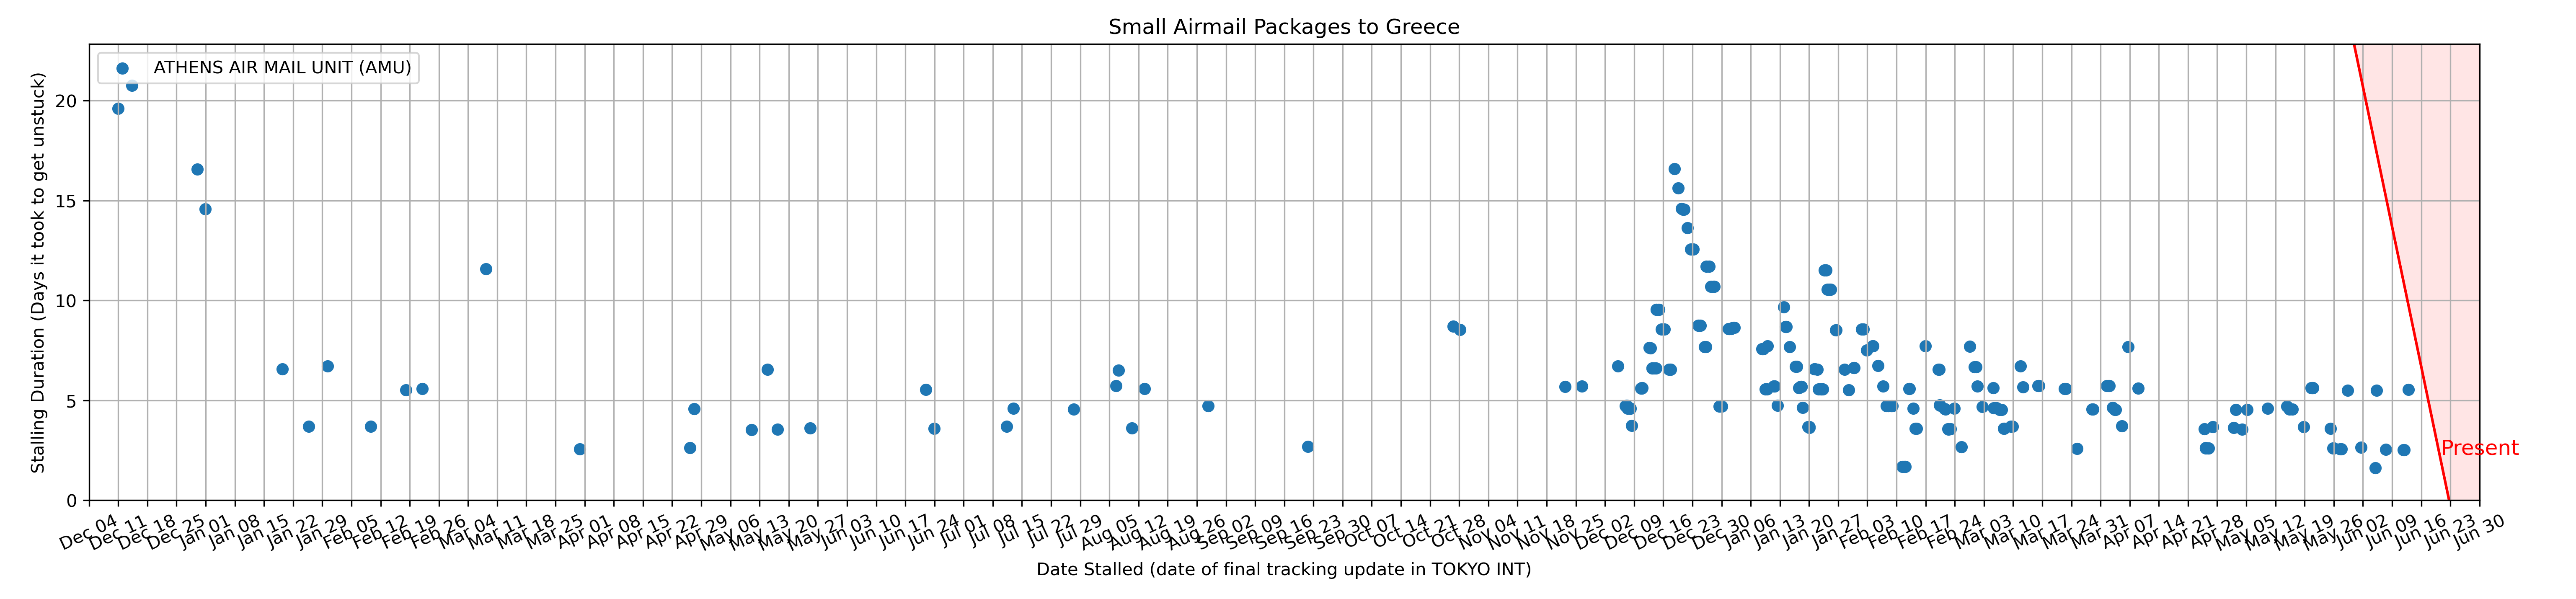 Small Airmail Packages to Greece
ATHENS AIR MAIL UNIT (AMU)
Stalling Duration (Days it took to get unstuck)
20
15
10
5
0
Present
Dec 04
Dec 11
Dec 18
Dec 25
Jan 01
Jan 08
Jan 15
Jan 22
Jan 29
Feb 05
Feb 12
Feb 19
Feb 26
Mar 04
Mar 11
Mar 18
Mar 25
Apr 01
Apr 08
Apr 15
Apr 22
Apr 29
May 06
May 13
May 20
May 27
Jun 03
Jun 10
Jun 17
Jun 24
Jul 01
Jul 08
Jul 15
Jul 22
Jul 29
Aug 05
Aug 12
Aug 19
Aug 26
Sep 02
Sep 09
Sep 16
Sep 23
Sep 30
Oct 07
Oct 14
Oct 21
Oct 28
Nov 04
Nov 11
Nov 18
Nov 25
Dec 02
Dec 09
Dec 16
Dec 23
Dec 30
Jan 06
Jan 13
Jan 20
Jan 27
Feb 03
Feb 10
Feb 17
Feb 24
Mar 03
Mar 10
Mar 17
Mar 24
Mar 31
Apr 07
Apr 14
Apr 21
Apr 28
May 05
May 12
May 19
May 26
Jun 02
Jun 09
Jun 16
Jun 23
Jun 30
Date Stalled (date of final tracking update in TOKYO INT)